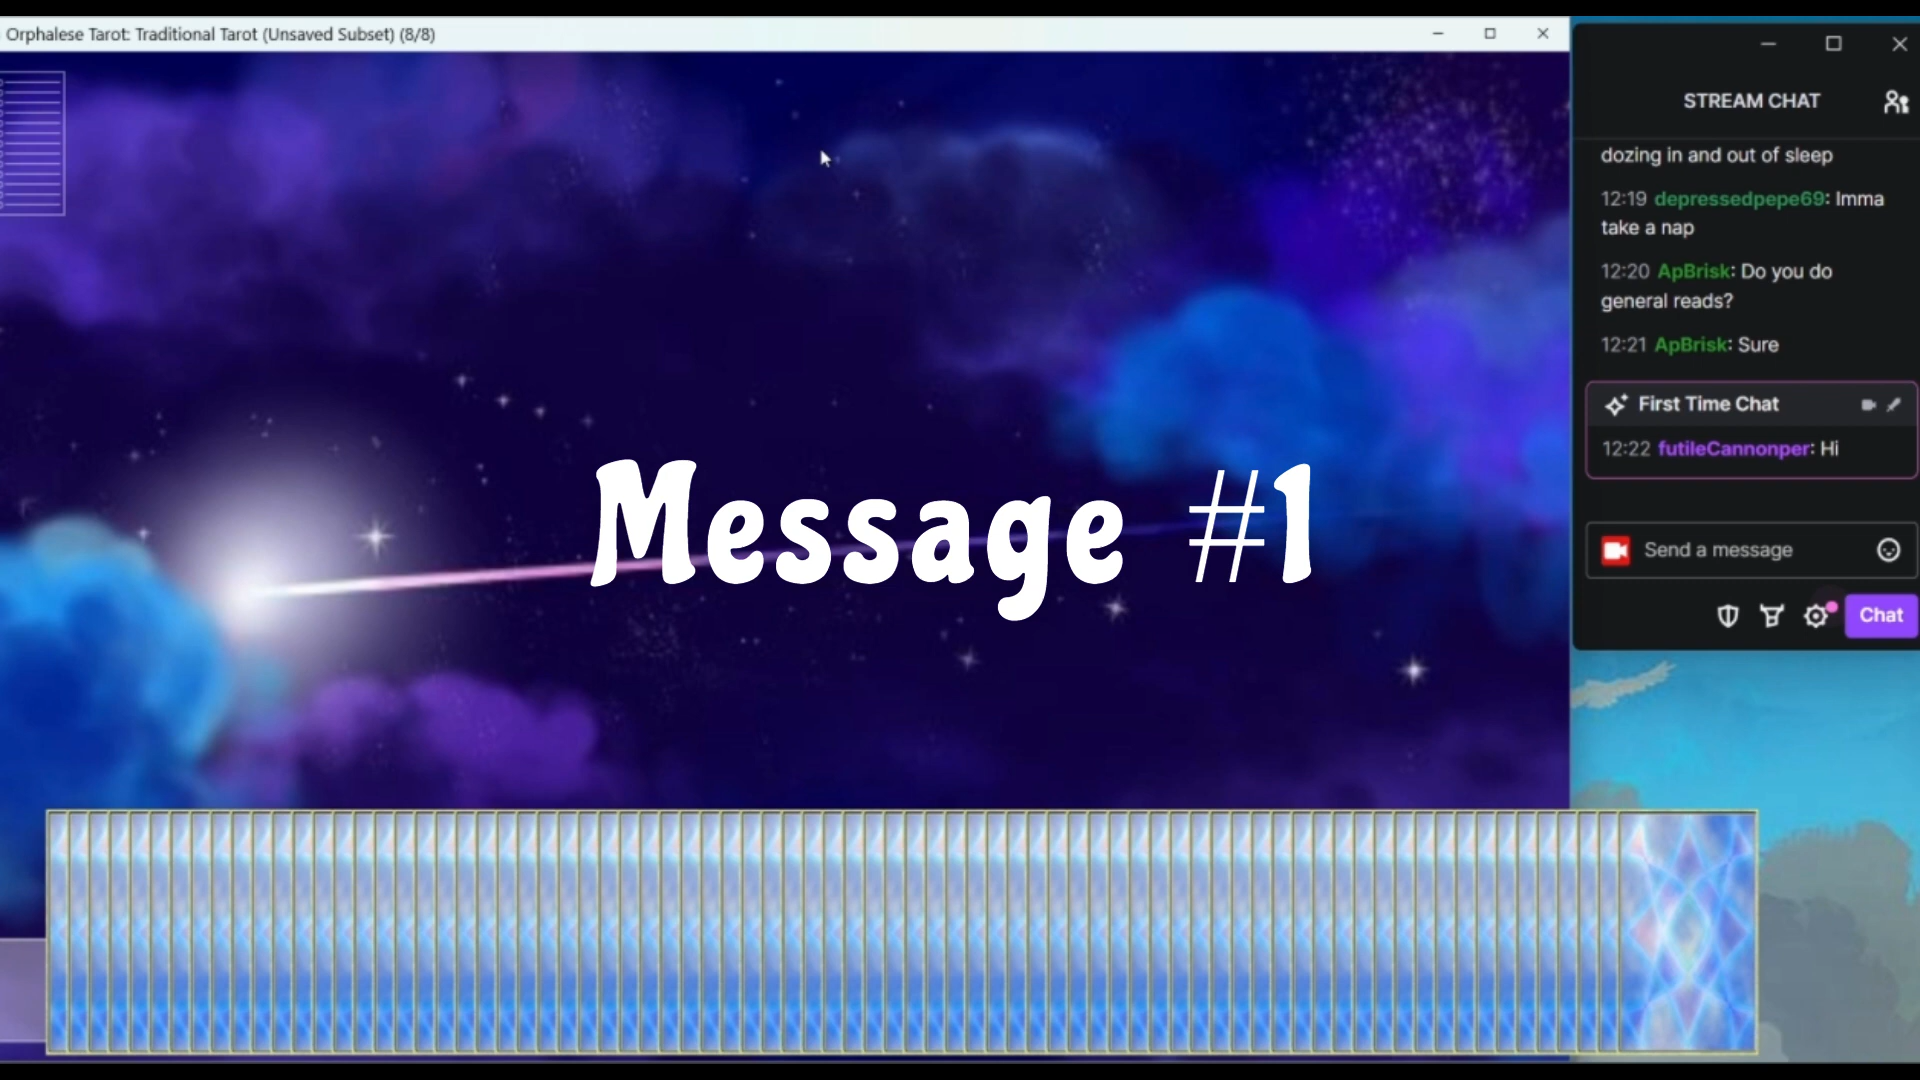 Orphalese Tarot: Traditional Tarot (Unsaved Subset) (8/8)
STREAM CHAT
dozing in and out of sleep
12:19 depressedpepe69: Imma
take a nap
12:20 ApBrisk: Do you do
general reads?
12:21 ApBrisk: Sure
First Time Chat
12:22 futileCannonper: Hi
Send a message
Chat
Message #1